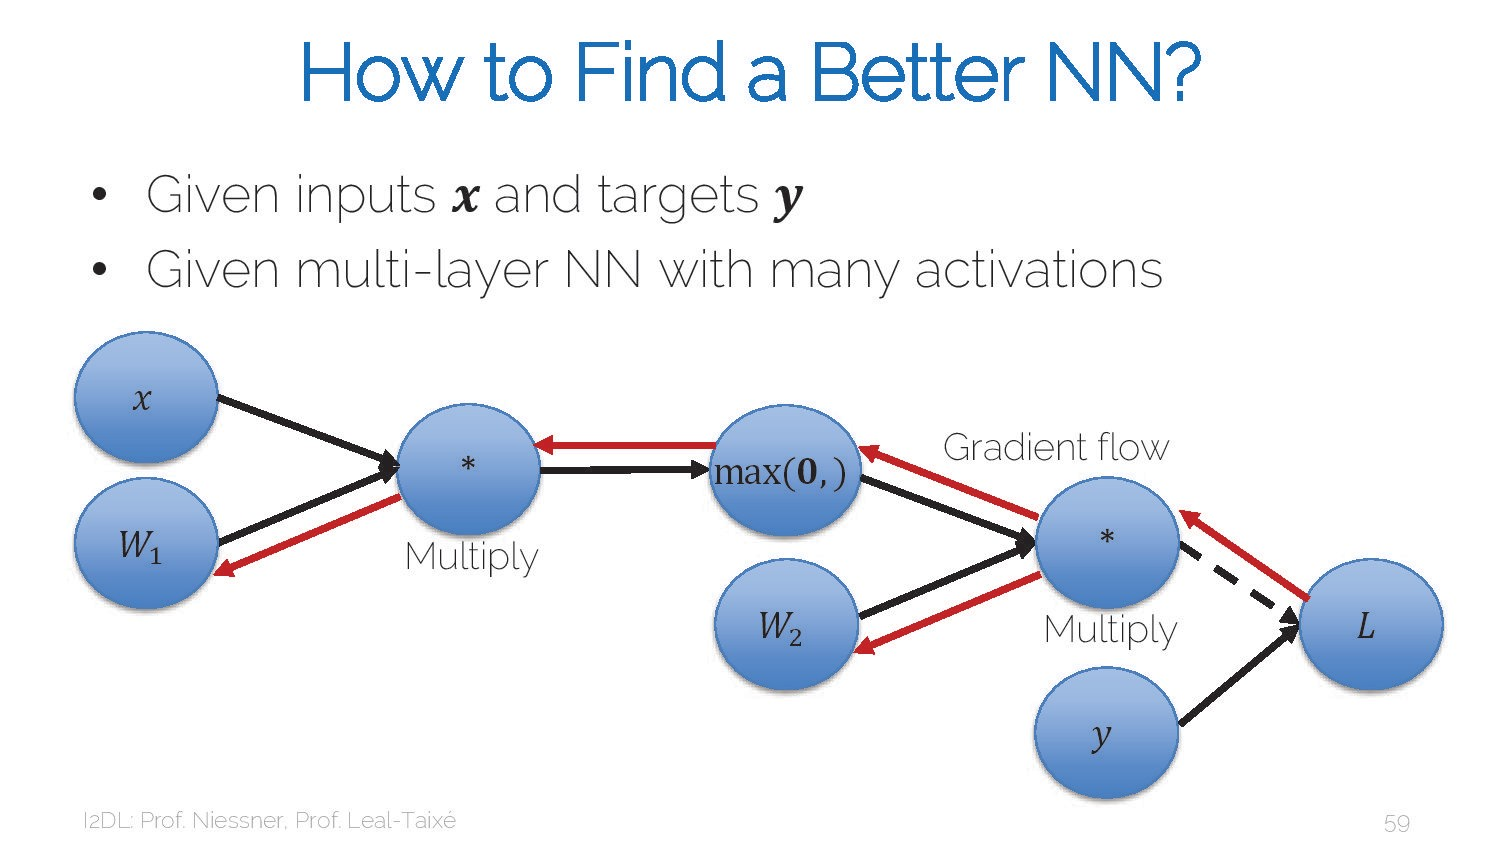 How to Find a Better NN?
• Given inputs x and targets y
• Given multi-layer NN with many activations
x
*
max(0, )
Gradient flow
W₁
Multiply
*
W₂
Multiply
L
y
I2DL: Prof. Niessner, Prof. Leal-Taixé
59